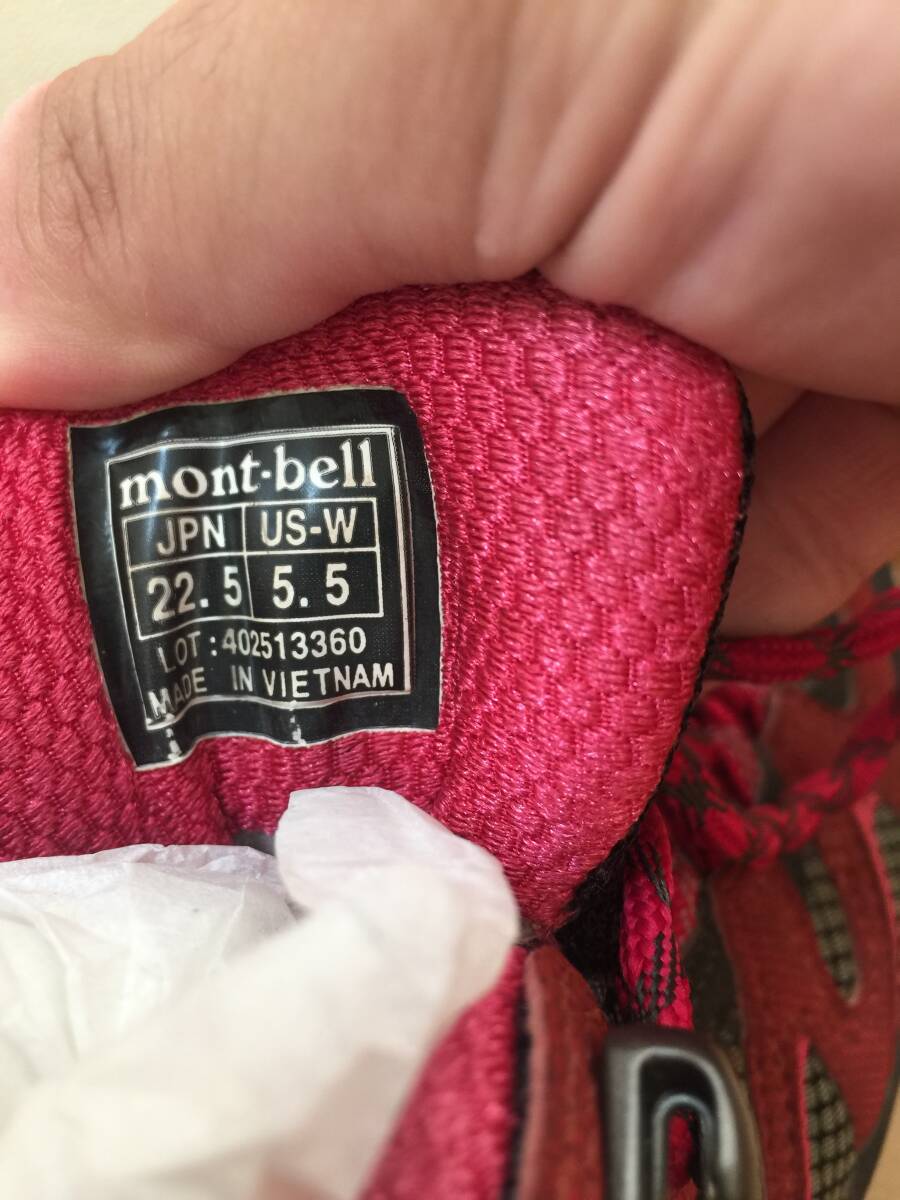 mont-bell
JPN US-W
22.5 5.5
LOT:402513360
MADE IN VIETNAM